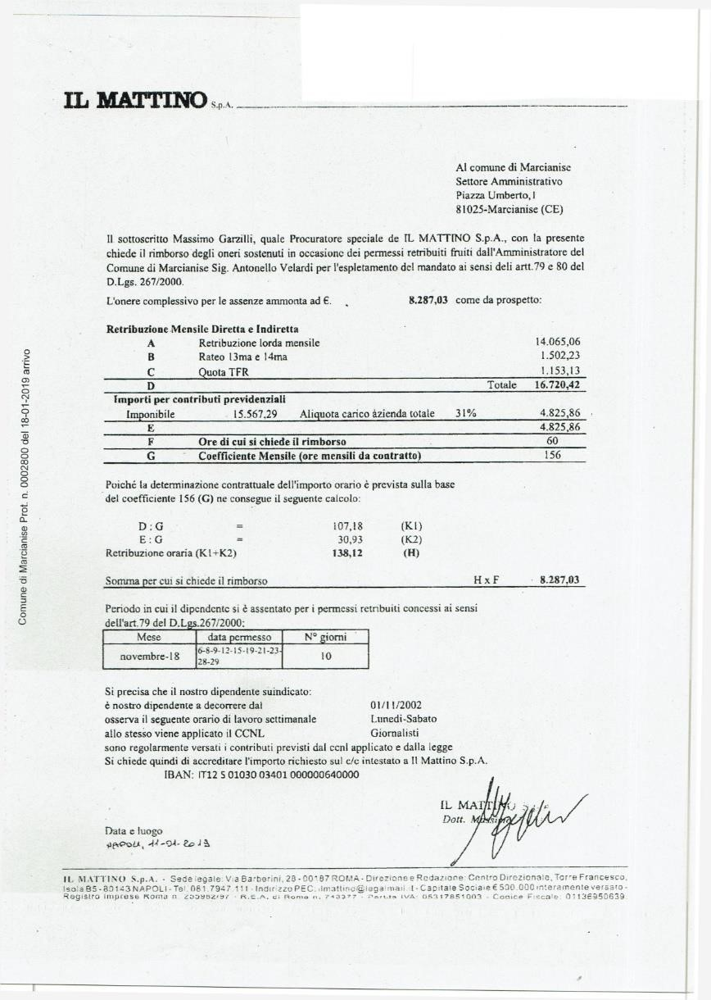 IL MATTINO S.p.A.
Al comune di Marcianise
Settore Amministrativo
Piazza Umberto,1
81025-Marcianise (CE)
Il sottoscritto Massimo Garzilli, quale Procuratore speciale de IL MATTINO S.p.A., con la presente
chiede il rimborso degli oneri sostenuti in occasione dei permessi retribuiti fruiti dall'Amministratore del
Comune di Marcianise Sig. Antonello Velardi per l'espletamento del mandato ai sensi deli artt.79 e 80 del
D.Lgs. 267/2000.
L'onere complessivo per le assenze ammonta ad €. 8.287,03 come da prospetto:
Retribuzione Mensile Diretta e Indiretta
A Retribuzione lorda mensile 14.065,06
B Rateo 13ma e 14ma 1.502,23
C Quota TFR 1.153,13
D Totale 16.720,42
Importi per contributi previdenziali
Imponibile 15.567,29 Aliquota carico àzienda totale 31% 4.825,86
E 4.825,86
F Ore di cui si chiede il rimborso 60
G Coefficiente Mensile (ore mensili da contratto) 156
Poiché la determinazione contrattuale dell'importo orario è prevista sulla base
del coefficiente 156 (G) ne consegue il seguente calcolo:
D : G = 107,18 (K1)
E : G = 30,93 (K2)
Retribuzione oraria (K1+K2) 138,12 (H)
Somma per cui si chiede il rimborso H x F 8.287,03
Periodo in cui il dipendente si è assentato per i permessi retribuiti concessi ai sensi
dell'art.79 del D.Lgs.267/2000:
Mese data permesso N° giorni
novembre-18 6-8-9-12-15-19-21-23-
28-29 10
Si precisa che il nostro dipendente suindicato:
è nostro dipendente a decorrere dal 01/11/2002
osserva il seguente orario di lavoro settimanale Lunedi-Sabato
allo stesso viene applicato il CCNL Giornalisti
sono regolarmente versati i contributi previsti dal ccnl applicato e dalla legge
Si chiede quindi di accreditare l'importo richiesto sul c/c intestato a Il Mattino S.p.A.
IBAN: IT12 S 01030 03401 000000640000
IL MATTINO
Dott.
Data e luogo
NAPOLI, 11-01-2019
IL MATTINO S.p.A. - Sede legale: Via Barberini, 28 - 00187 ROMA - Direzione e Redazione: Centro Direzionale, Torre Francesco,
Isola B5 - 80143 NAPOLI - Tel. 081.7947.111 - Indirizzo PEC: ilmattino@legalmail.it - Capitale Sociale € 500.000 interamente versato -
Registro Imprese Roma n. - R.E.A. di Roma n. - Partita IVA: 05317851003 - Codice Fiscale: 01136950639
Comune di Marcianise Prot. n. 0002800 del 18-01-2019 arrivo